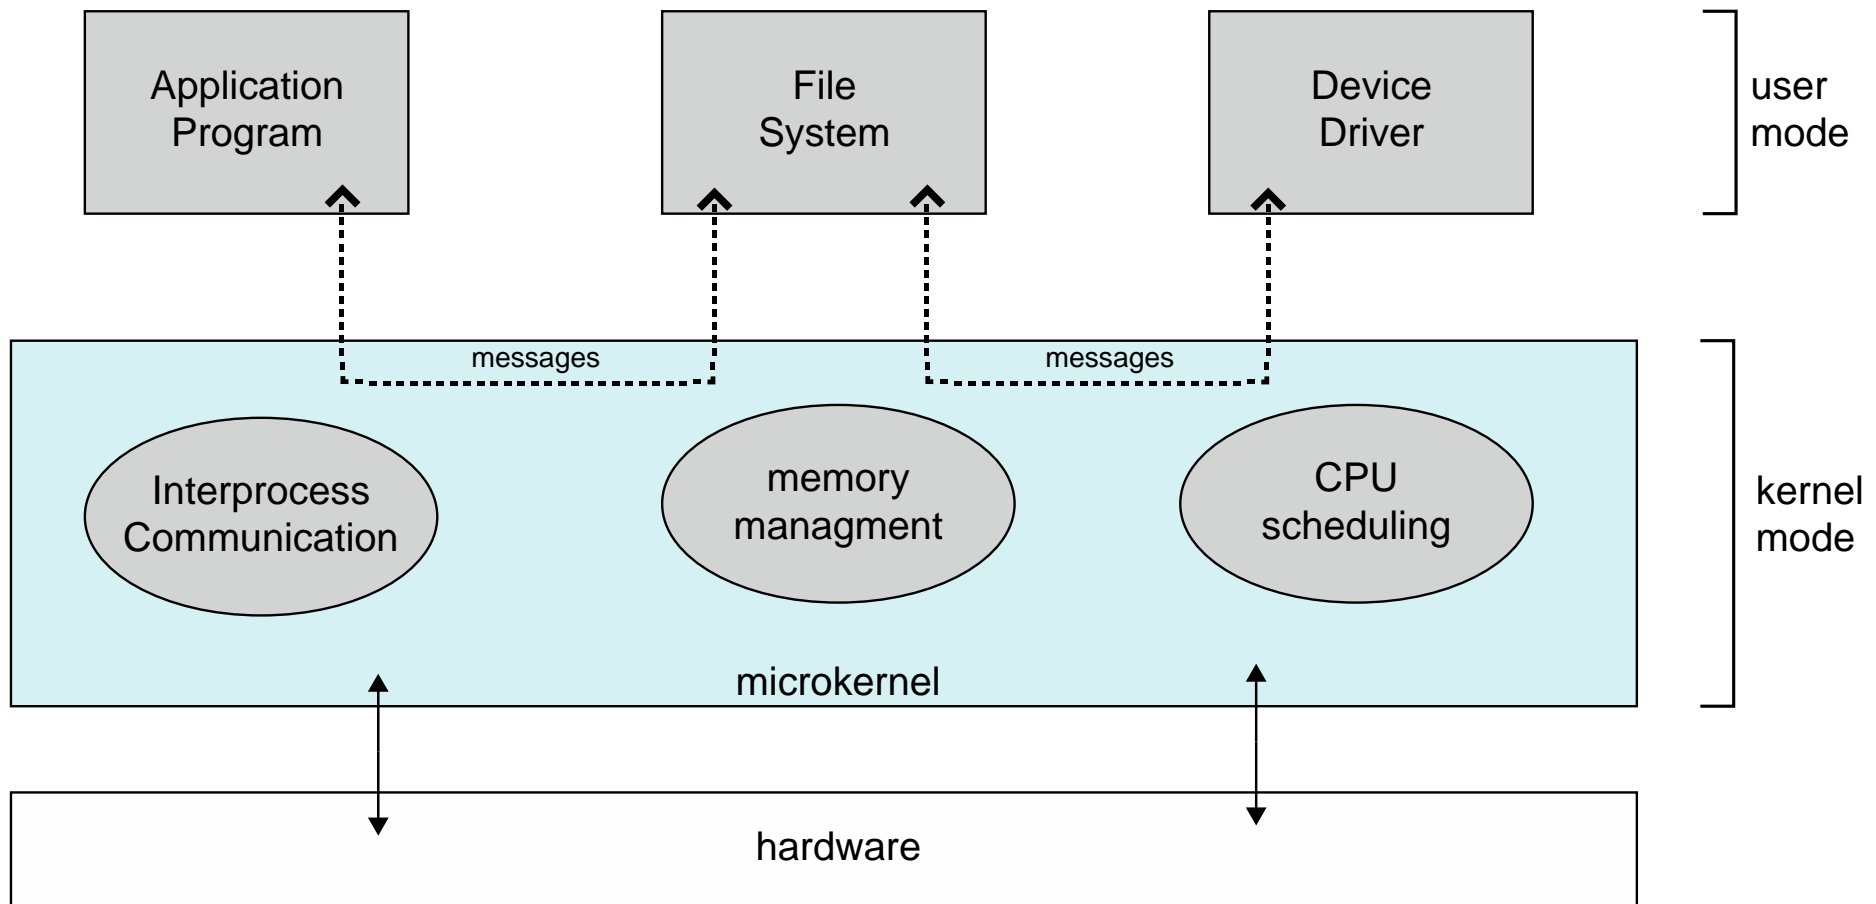 Application
Program
File
System
Device
Driver
user
mode
messages
messages
Interprocess
Communication
memory
managment
CPU
scheduling
kernel
mode
microkernel
hardware